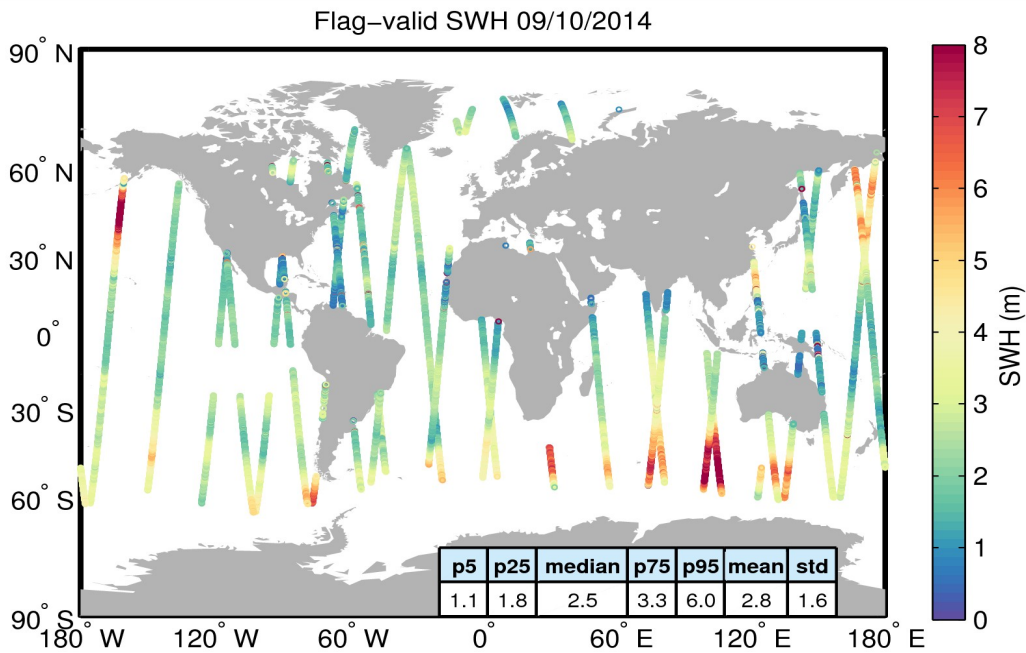 Flag−valid SWH 09/10/2014
90° N
60° N
30° N
0°
30° S
60° S
90° S
180° W
120° W
60° W
0°
60° E
120° E
180° E
p5 p25 median p75 p95 mean std
1.1 1.8 2.5 3.3 6.0 2.8 1.6
8
7
6
5
4
3
2
1
0
SWH (m)